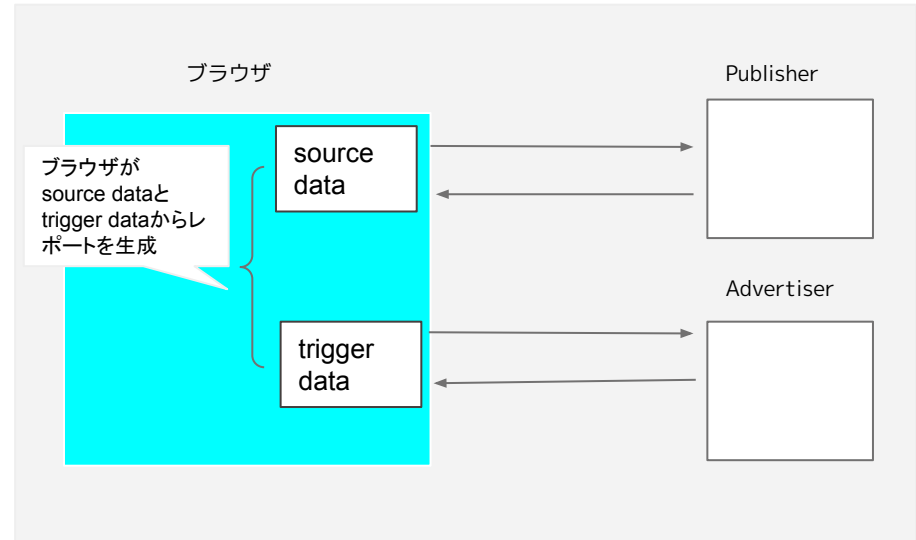 ブラウザ
Publisher
source
data
ブラウザが
source dataと
trigger dataからレ
ポートを生成
Advertiser
trigger
data